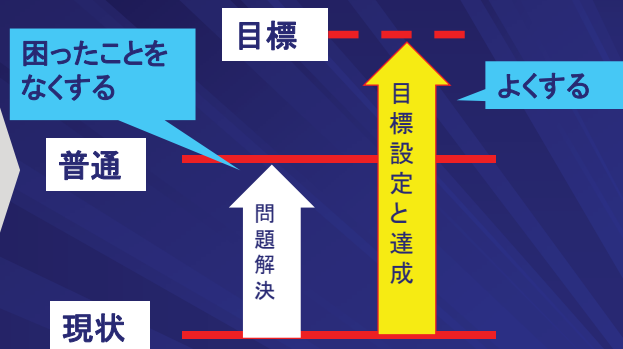 目標
困ったことを
なくする
よくする
普通
問題解決
目標設定と達成
現状